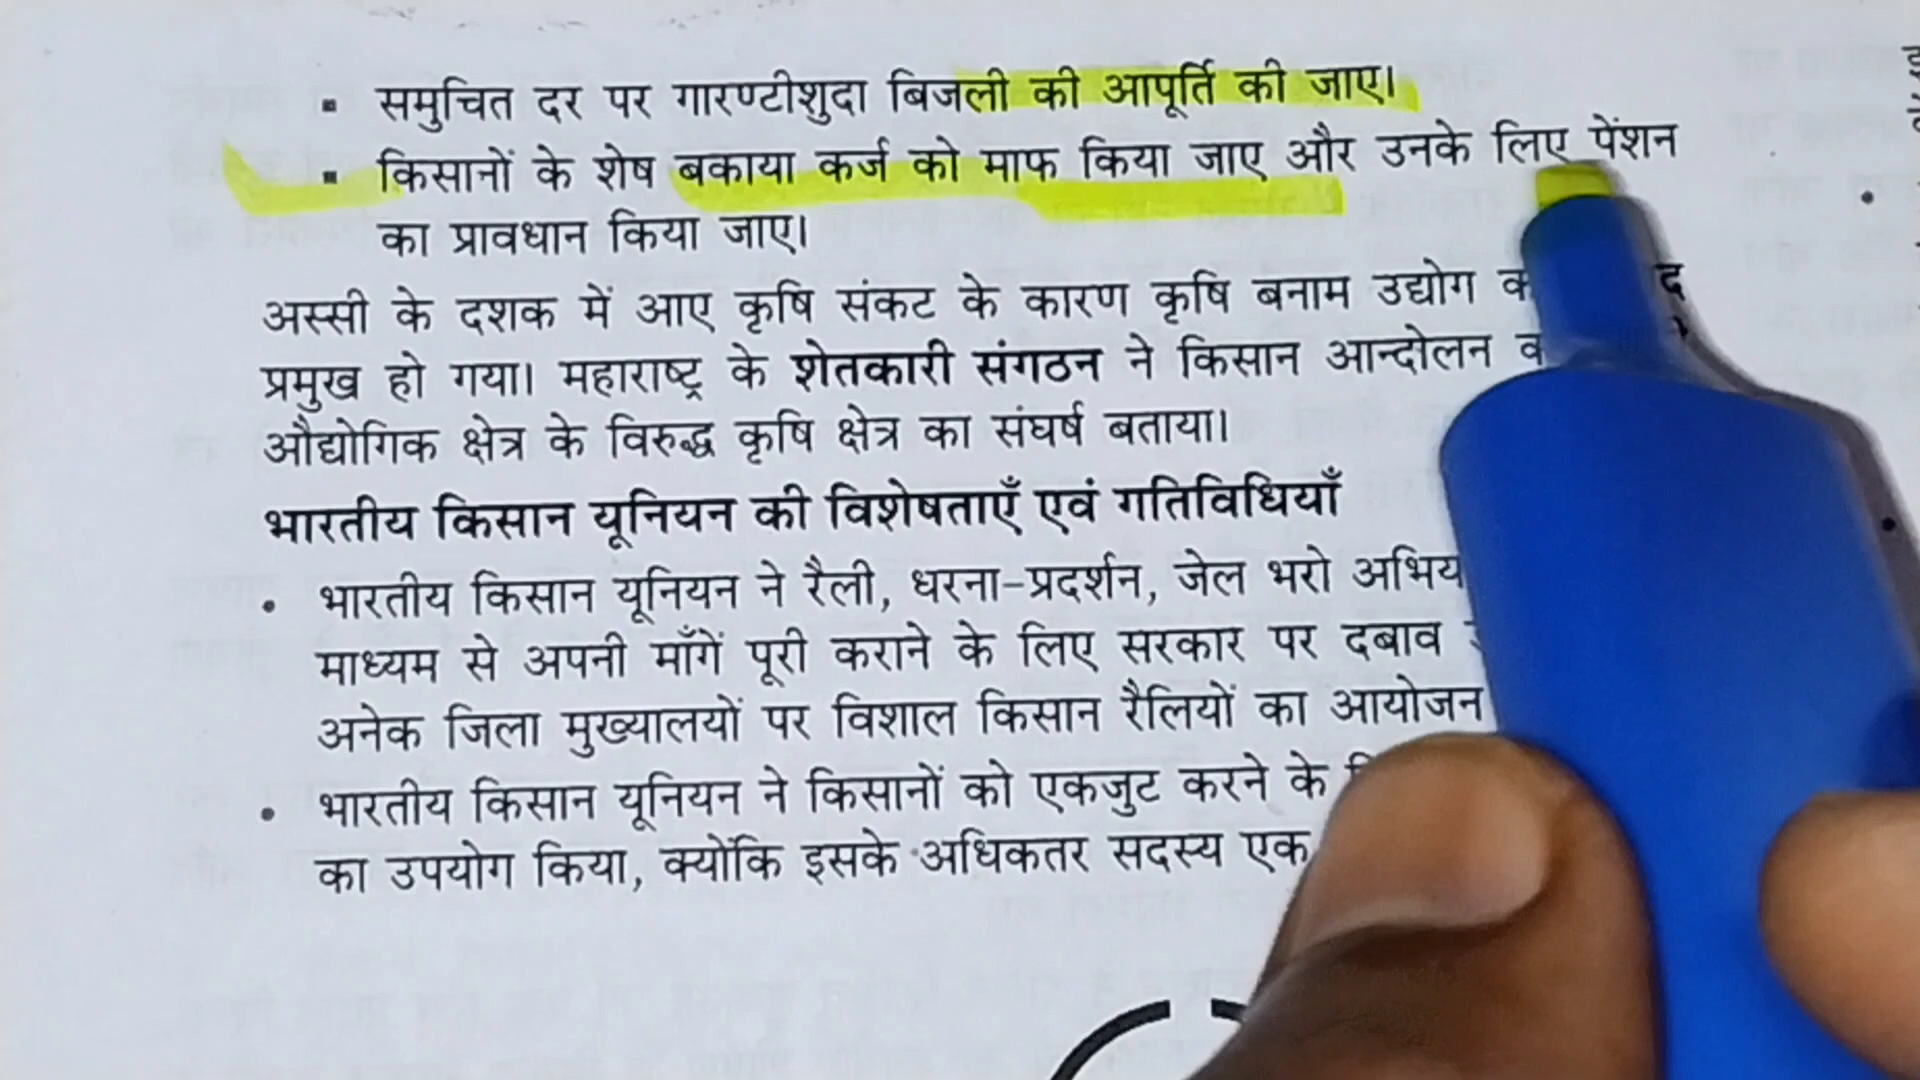 समुचित दर पर गारण्टीशुदा बिजली की आपूर्ति की जाए।
किसानों के शेष बकाया कर्ज को माफ किया जाए और उनके लिए पेंशन
का प्रावधान किया जाए।
अस्सी के दशक में आए कृषि संकट के कारण कृषि बनाम उद्योग
प्रमुख हो गया। महाराष्ट्र के शेतकारी संगठन ने किसान आन्दोलन
औद्योगिक क्षेत्र के विरुद्ध कृषि क्षेत्र का संघर्ष बताया।
भारतीय किसान यूनियन की विशेषताएँ एवं गतिविधियाँ
भारतीय किसान यूनियन ने रैली, धरना-प्रदर्शन, जेल भरो
माध्यम से अपनी माँगें पूरी कराने के लिए सरकार पर दबाव
अनेक जिला मुख्यालयों पर विशाल किसान रैलियों का आयोजन
भारतीय किसान यूनियन ने किसानों को एकजुट करने के
का उपयोग किया, क्योंकि इसके अधिकतर सदस्य एक